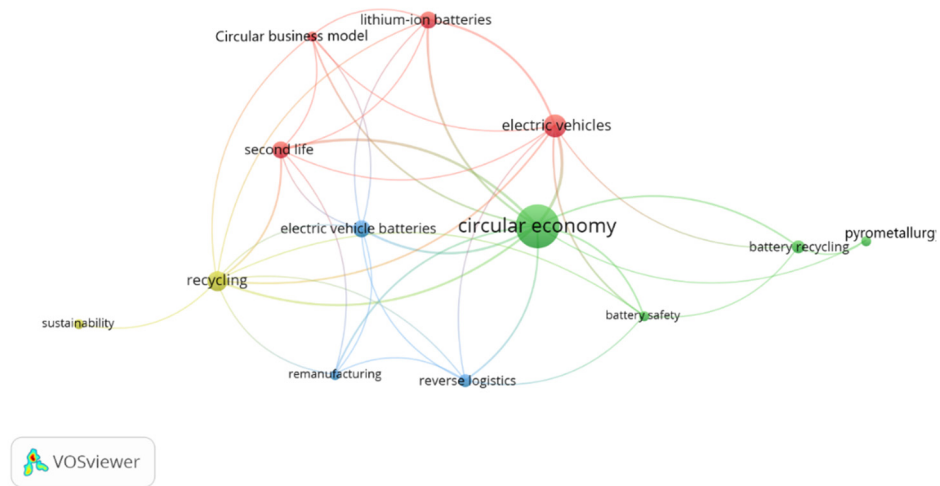 lithium-ion batteries
Circular business model
electric vehicles
second life
circular economy
electric vehicle batteries
pyrometallurg
battery recycling
recycling
battery safety
sustainability
remanufacturing
reverse logistics
VOSviewer